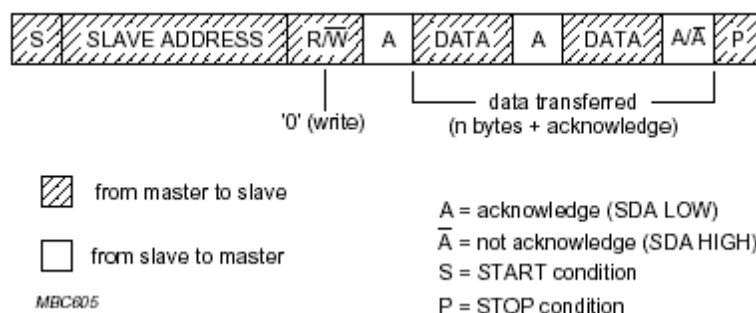 S SLAVE ADDRESS R/W̅ A DATA A DATA A/A̅ P
'0' (write)
data transferred
(n bytes + acknowledge)
from master to slave
from slave to master
A = acknowledge (SDA LOW)
A̅ = not acknowledge (SDA HIGH)
S = START condition
P = STOP condition
MBC605